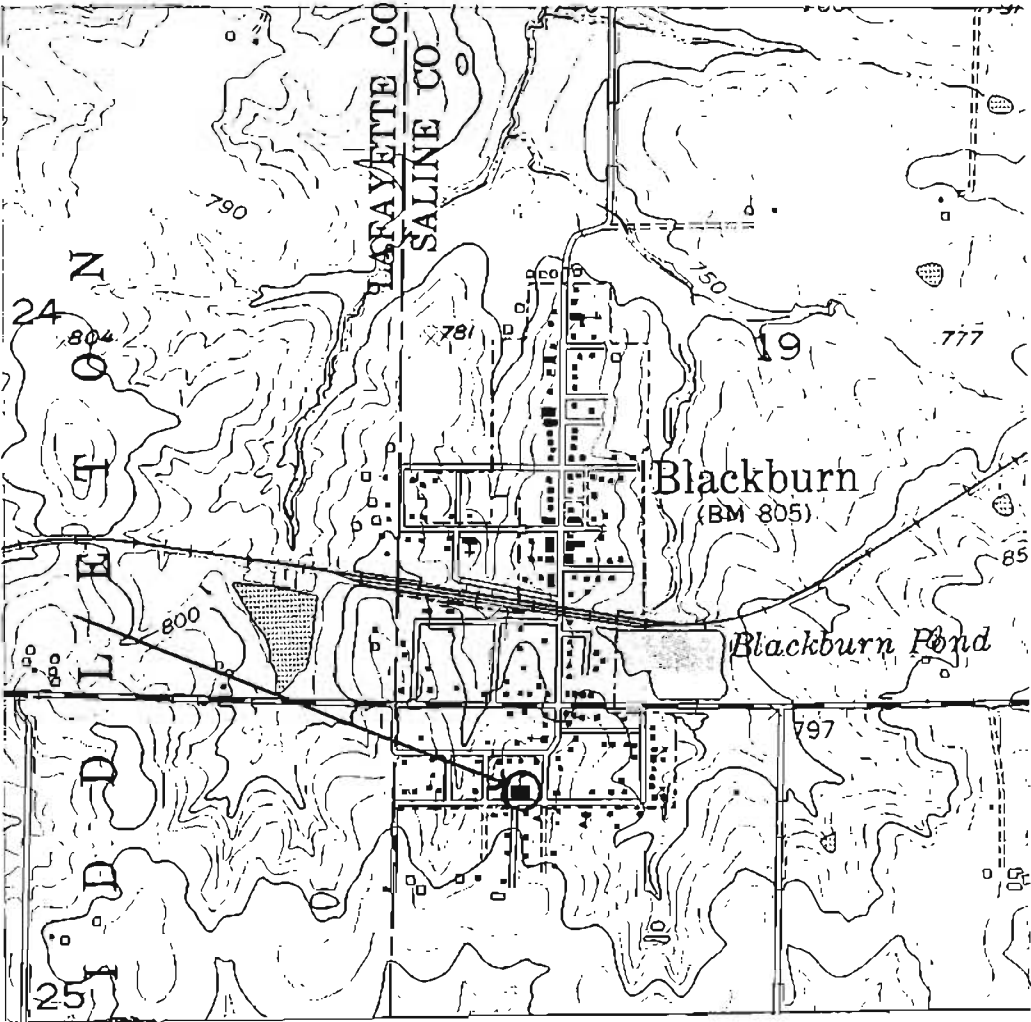 LAFAYETTE CO
SALINE CO
790
24
804
781
750
19
777
Blackburn
(BM 805)
85
800
Blackburn Pond
797
25
N
O
T
E
L
D
D
I